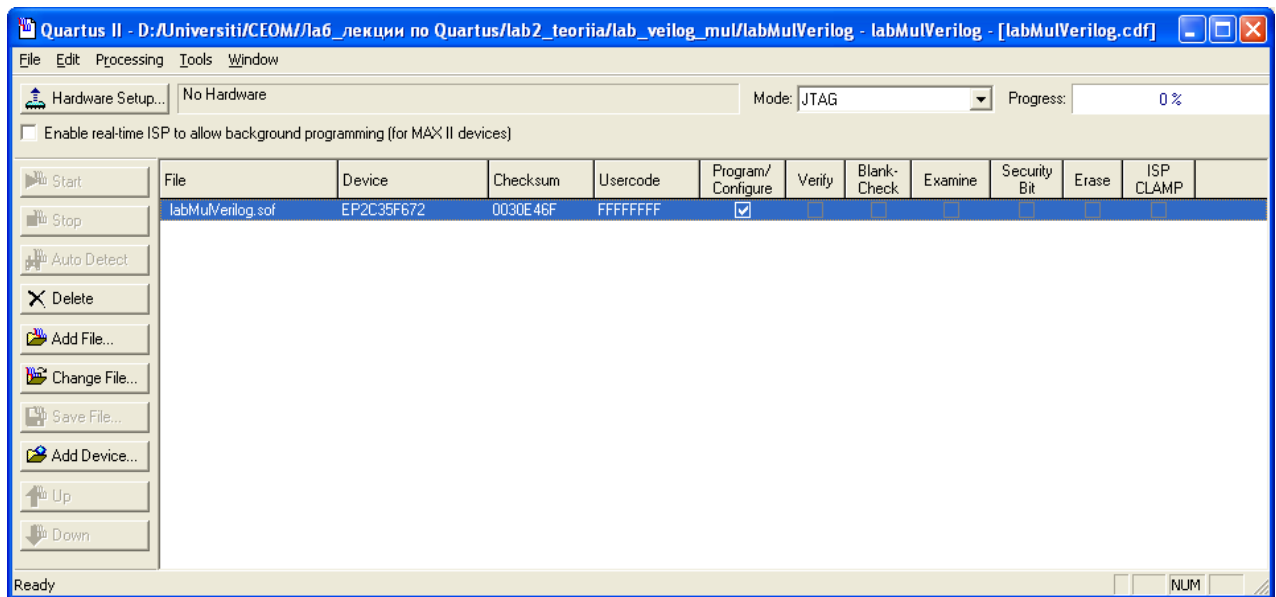 Quartus II - D:/Universiti/CEOM/Лаб_лекции по Quartus/lab2_teoriia/lab_veilog_mul/labMulVerilog - labMulVerilog - [labMulVerilog.cdf]
File Edit Processing Tools Window
Hardware Setup... No Hardware Mode: JTAG Progress: 0 %
Enable real-time ISP to allow background programming (for MAX II devices)
Start
Stop
Auto Detect
Delete
Add File...
Change File...
Save File...
Add Device...
Up
Down
File Device Checksum Usercode Program/ Configure Verify Blank- Check Examine Security Bit Erase ISP CLAMP
labMulVerilog.sof EP2C35F672 0030E46F FFFFFFFF
Ready NUM